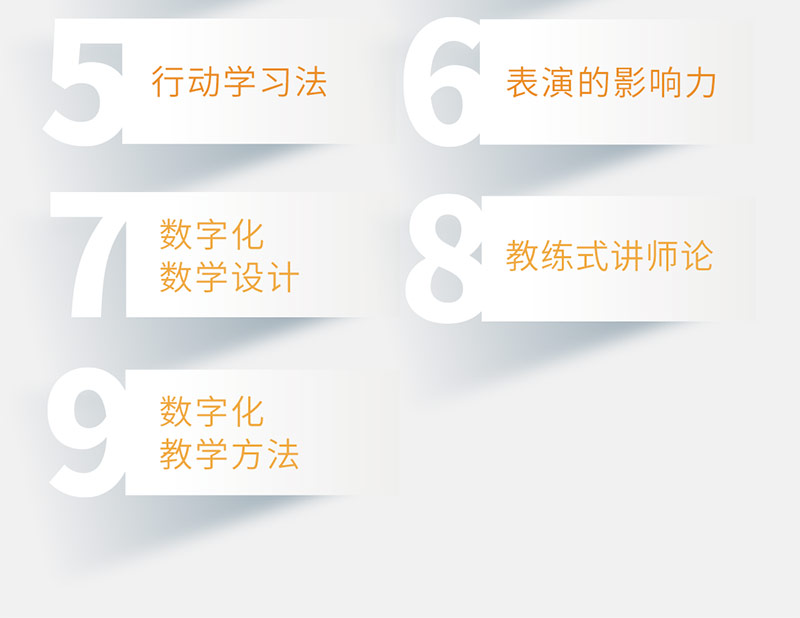 5 行动学习法
6 表演的影响力
7 数字化
数学设计
8 教练式讲师论
9 数字化
教学方法